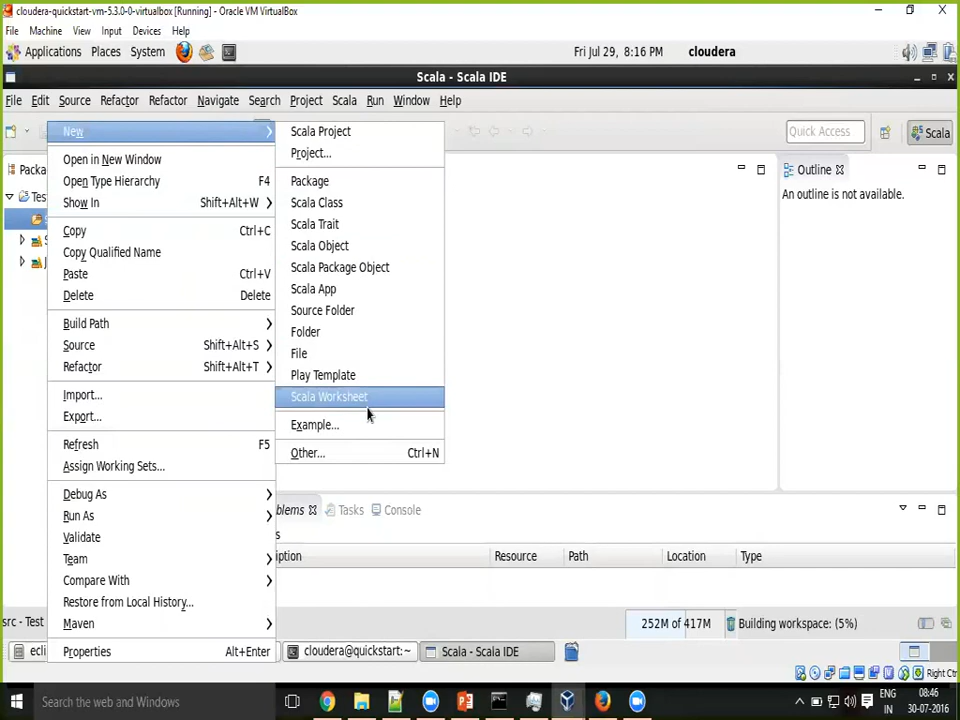 cloudera-quickstart-vm-5.3.0-0-virtualbox [Running] - Oracle VM VirtualBox
File Machine View Input Devices Help
Applications Places System Fri Jul 29, 8:16 PM cloudera
Scala - Scala IDE
File Edit Source Refactor Refactor Navigate Search Project Scala Run Window Help
Quick Access Scala
New
Open in New Window
Open Type Hierarchy F4
Show In Shift+Alt+W
Copy Ctrl+C
Copy Qualified Name
Paste Ctrl+V
Delete Delete
Build Path
Source Shift+Alt+S
Refactor Shift+Alt+T
Import...
Export...
Refresh F5
Assign Working Sets...
Debug As
Run As
Validate
Team
Compare With
Restore from Local History...
Maven
Properties Alt+Enter
Scala Project
Project...
Package
Scala Class
Scala Trait
Scala Object
Scala Package Object
Scala App
Source Folder
Folder
File
Play Template
Scala Worksheet
Example...
Other... Ctrl+N
Packa
Tes
S
J
Outline
An outline is not available.
blems Tasks Console
s
iption Resource Path Location Type
src - Test 252M of 417M Building workspace: (5%)
ecli cloudera@quickstart:~ Scala - Scala IDE
Right Ctrl
Search the web and Windows
ENG 08:46
IN 30-07-2016